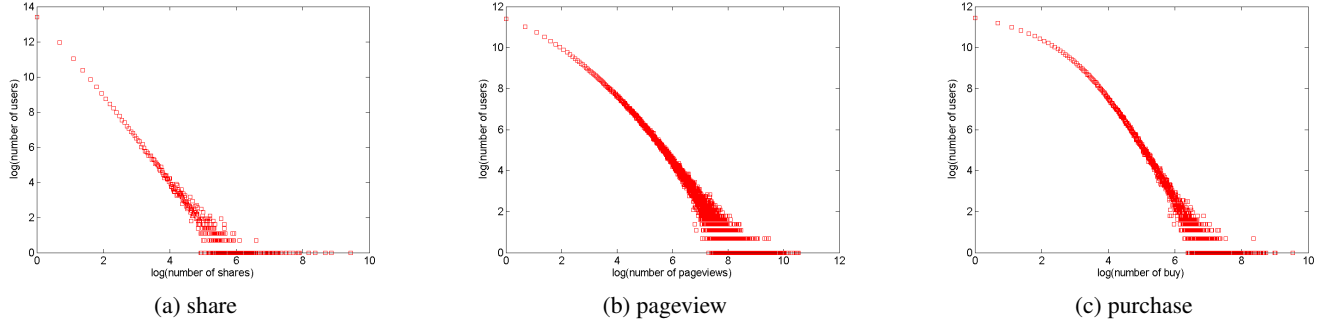 14
12
10
8
6
4
2
0
log(number of users)
0 2 4 6 8 10
log(number of shares)
(a) share
12
10
8
6
4
2
0
log(number of users)
0 2 4 6 8 10 12
log(number of pageviews)
(b) pageview
12
10
8
6
4
2
0
log(number of users)
0 2 4 6 8 10
log(number of buy)
(c) purchase